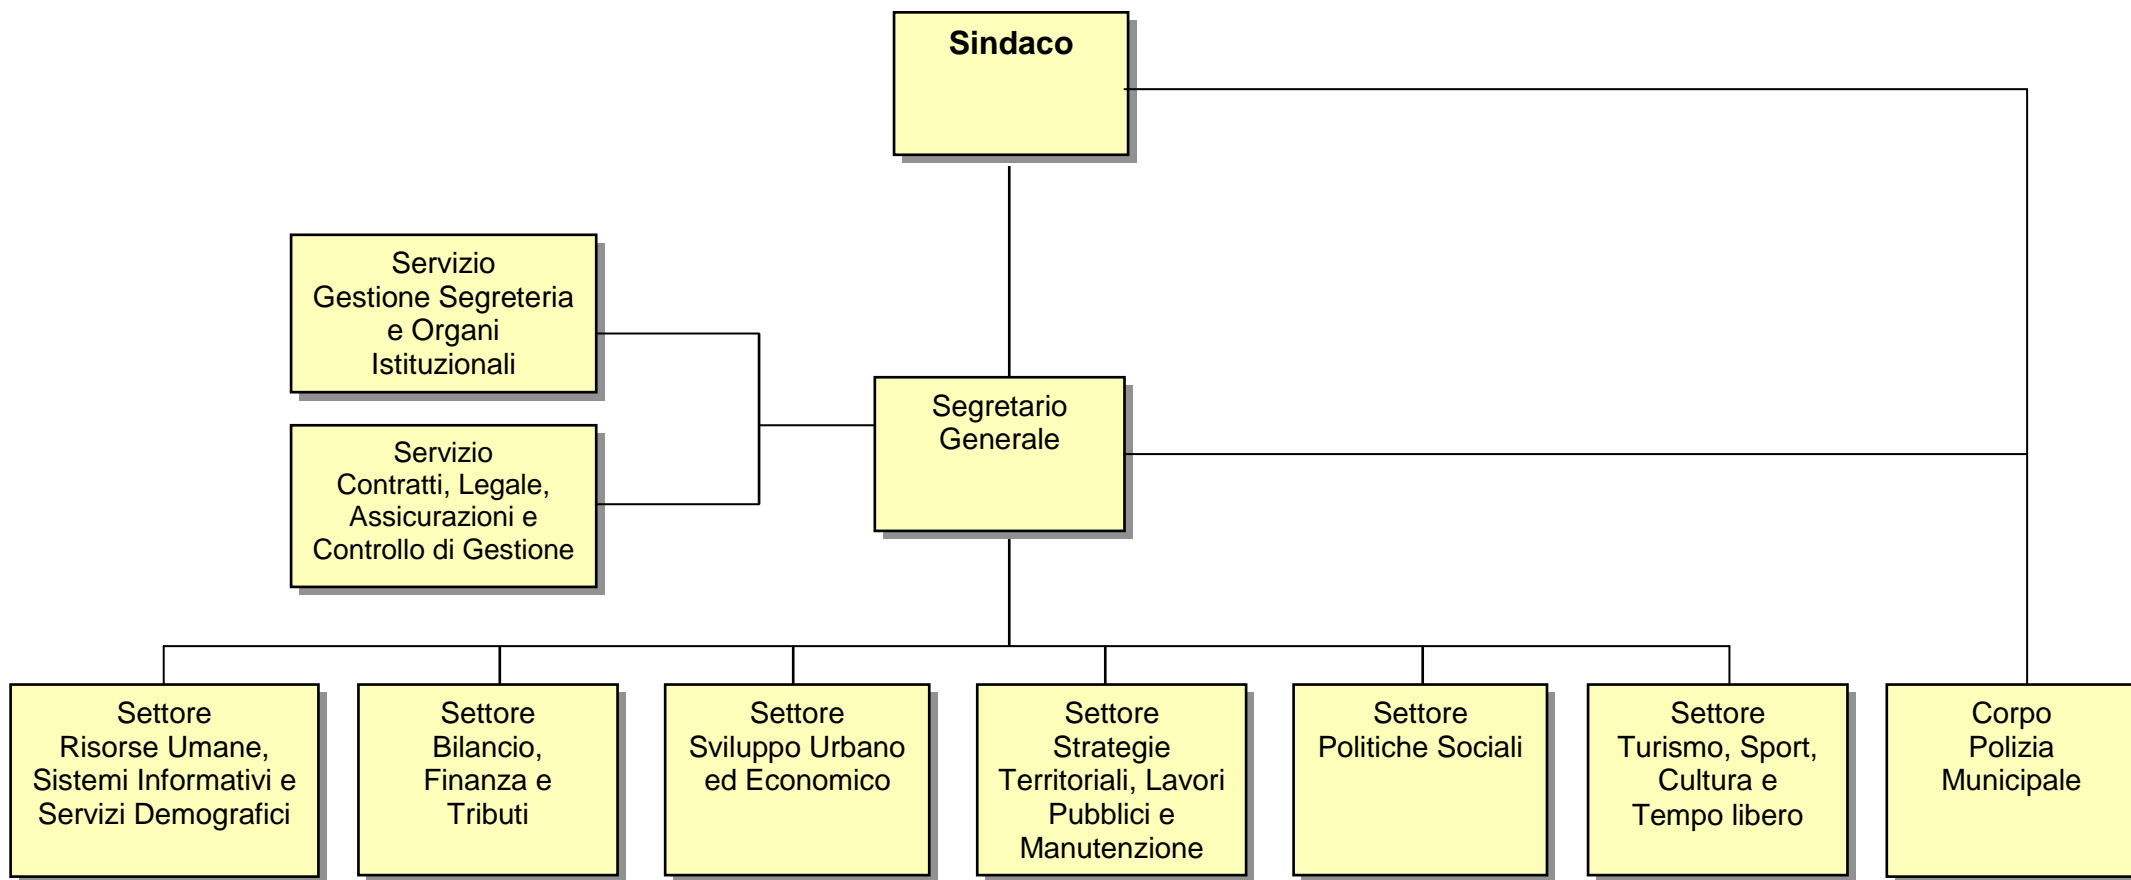 Sindaco
Servizio
Gestione Segreteria
e Organi
Istituzionali
Segretario
Generale
Servizio
Contratti, Legale,
Assicurazioni e
Controllo di Gestione
Settore
Risorse Umane,
Sistemi Informativi e
Servizi Demografici
Settore
Bilancio,
Finanza e
Tributi
Settore
Sviluppo Urbano
ed Economico
Settore
Strategie
Territoriali, Lavori
Pubblici e
Manutenzione
Settore
Politiche Sociali
Settore
Turismo, Sport,
Cultura e
Tempo libero
Corpo
Polizia
Municipale